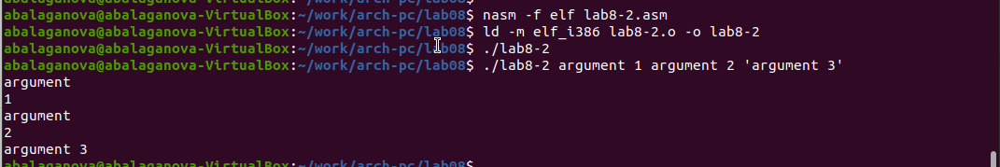 abalaganova@abalaganova-VirtualBox:~/work/arch-pc/lab08$ nasm -f elf lab8-2.asm
abalaganova@abalaganova-VirtualBox:~/work/arch-pc/lab08$ ld -m elf_i386 lab8-2.o -o lab8-2
abalaganova@abalaganova-VirtualBox:~/work/arch-pc/lab08$ ./lab8-2
abalaganova@abalaganova-VirtualBox:~/work/arch-pc/lab08$ ./lab8-2 argument 1 argument 2 'argument 3'
argument
1
argument
2
argument 3
abalaganova@abalaganova-VirtualBox:~/work/arch-pc/lab08$